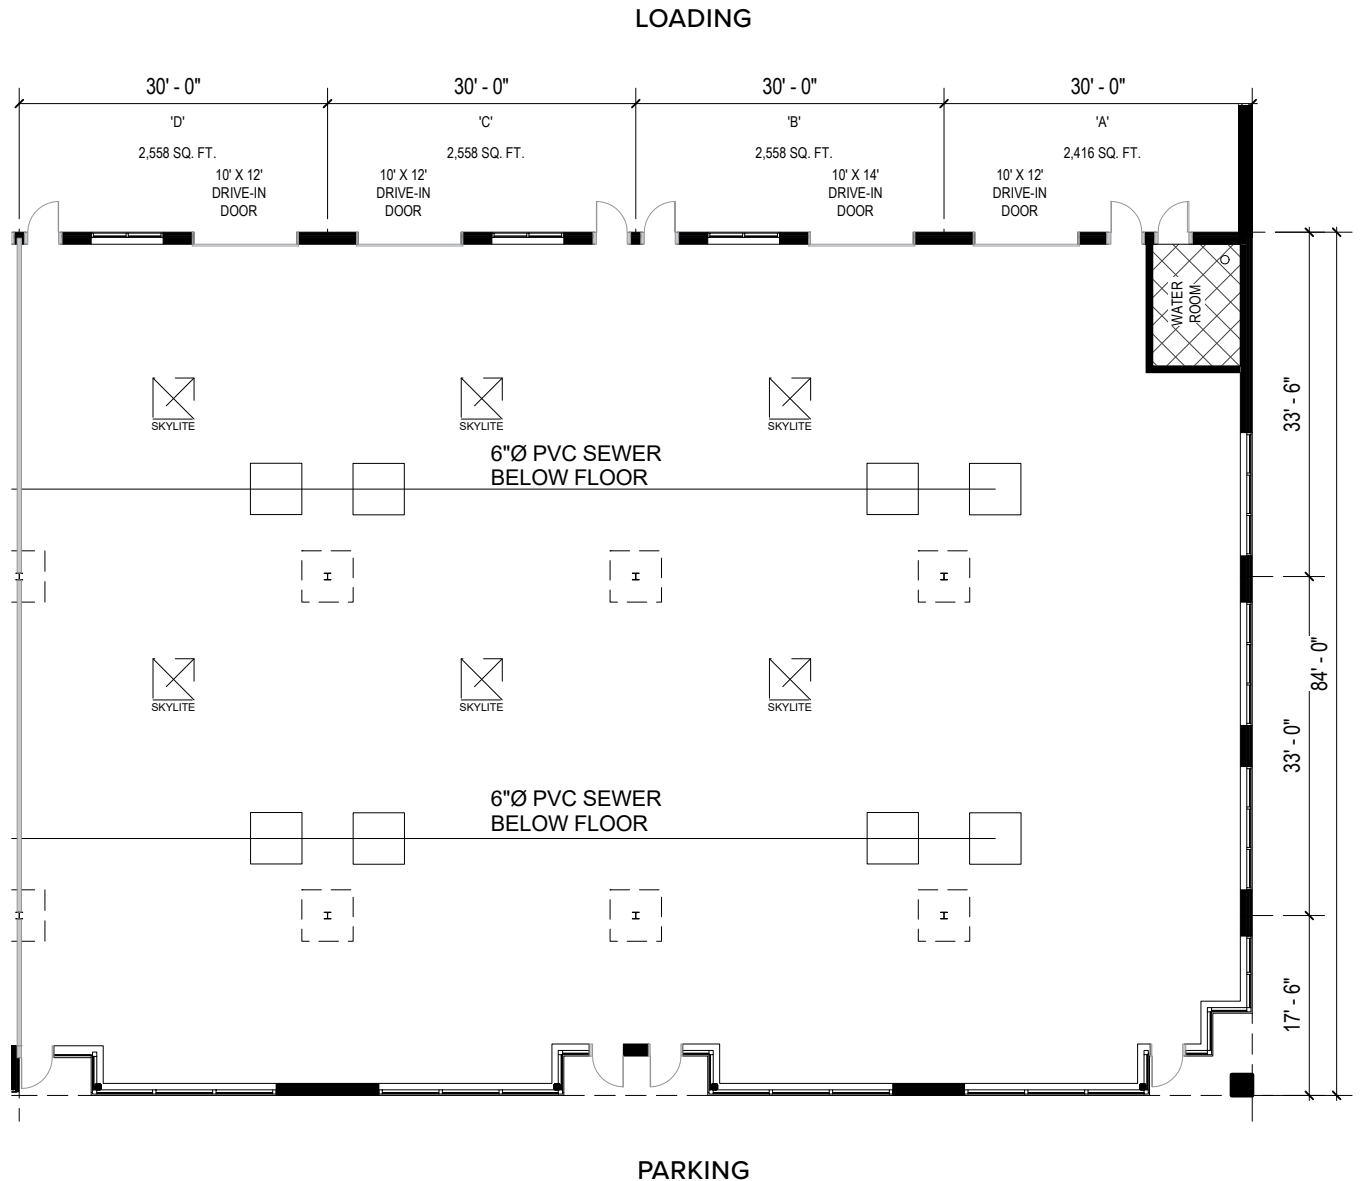 LOADING
30' - 0"
30' - 0"
30' - 0"
30' - 0"
'D'
'C'
'B'
'A'
2,558 SQ. FT.
2,558 SQ. FT.
2,558 SQ. FT.
2,416 SQ. FT.
10' X 12'
DRIVE-IN
DOOR
10' X 12'
DRIVE-IN
DOOR
10' X 14'
DRIVE-IN
DOOR
10' X 12'
DRIVE-IN
DOOR
WATER
ROOM
33' - 6"
SKYLITE
SKYLITE
SKYLITE
6"Ø PVC SEWER
BELOW FLOOR
84' - 0"
SKYLITE
SKYLITE
SKYLITE
33' - 0"
6"Ø PVC SEWER
BELOW FLOOR
17' - 6"
PARKING